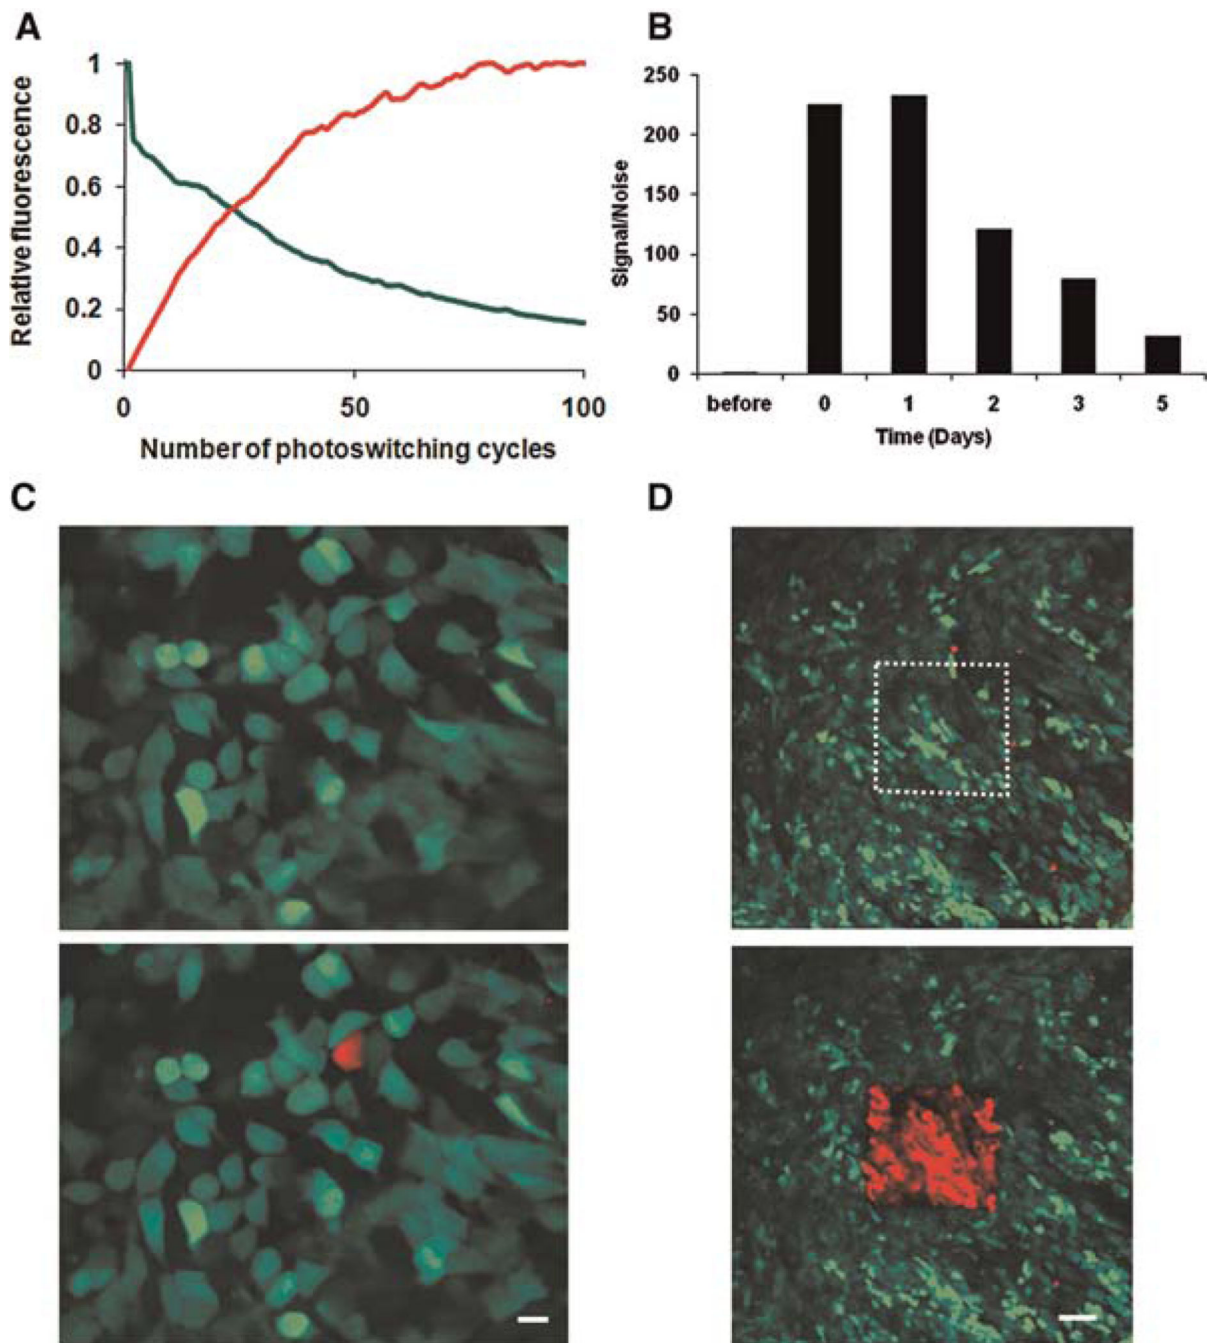 A
Relative fluorescence
1
0.8
0.6
0.4
0.2
0
0
50
100
Number of photoswitching cycles
B
Signal/Noise
250
200
150
100
50
0
before
0
1
2
3
5
Time (Days)
C
D